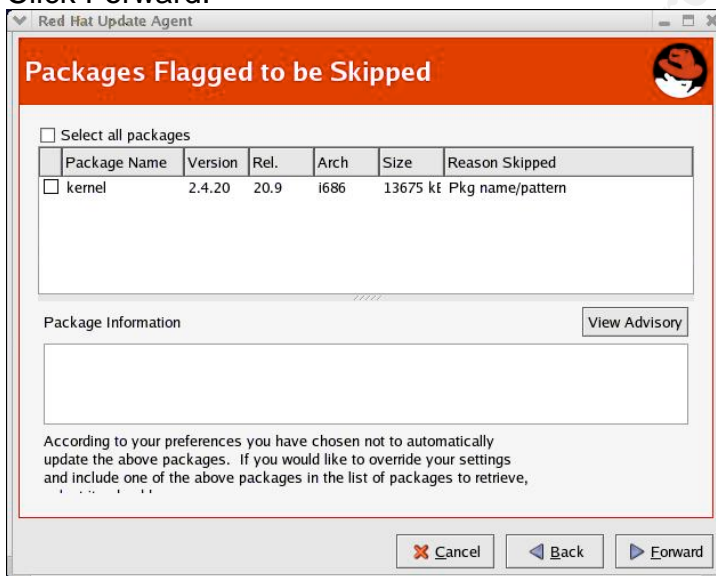 Click Forward.
Red Hat Update Agent
Packages Flagged to be Skipped
Select all packages
Package Name Version Rel. Arch Size Reason Skipped
kernel 2.4.20 20.9 i686 13675 kB Pkg name/pattern
Package Information
View Advisory
According to your preferences you have chosen not to automatically
update the above packages. If you would like to override your settings
and include one of the above packages in the list of packages to retrieve,
Cancel Back Forward